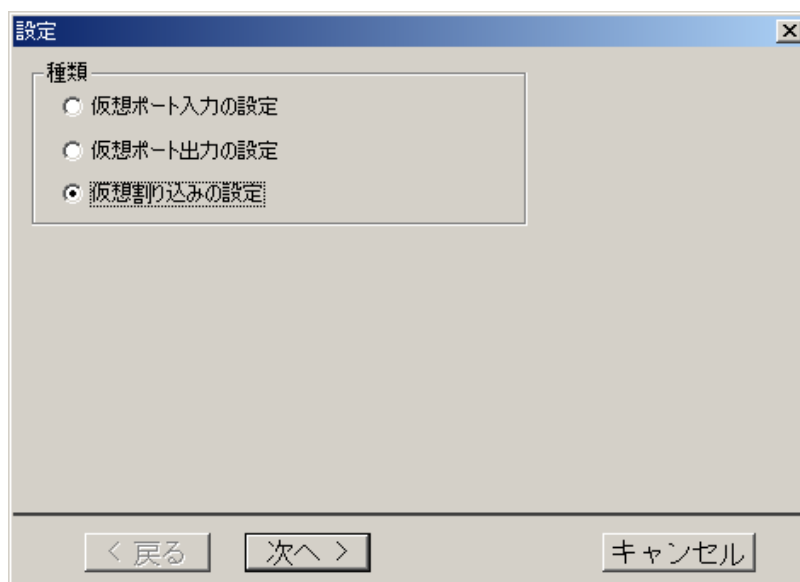 設定
種類
仮想ポート入力の設定
仮想ポート出力の設定
仮想割り込みの設定
< 戻る 次へ > キャンセル